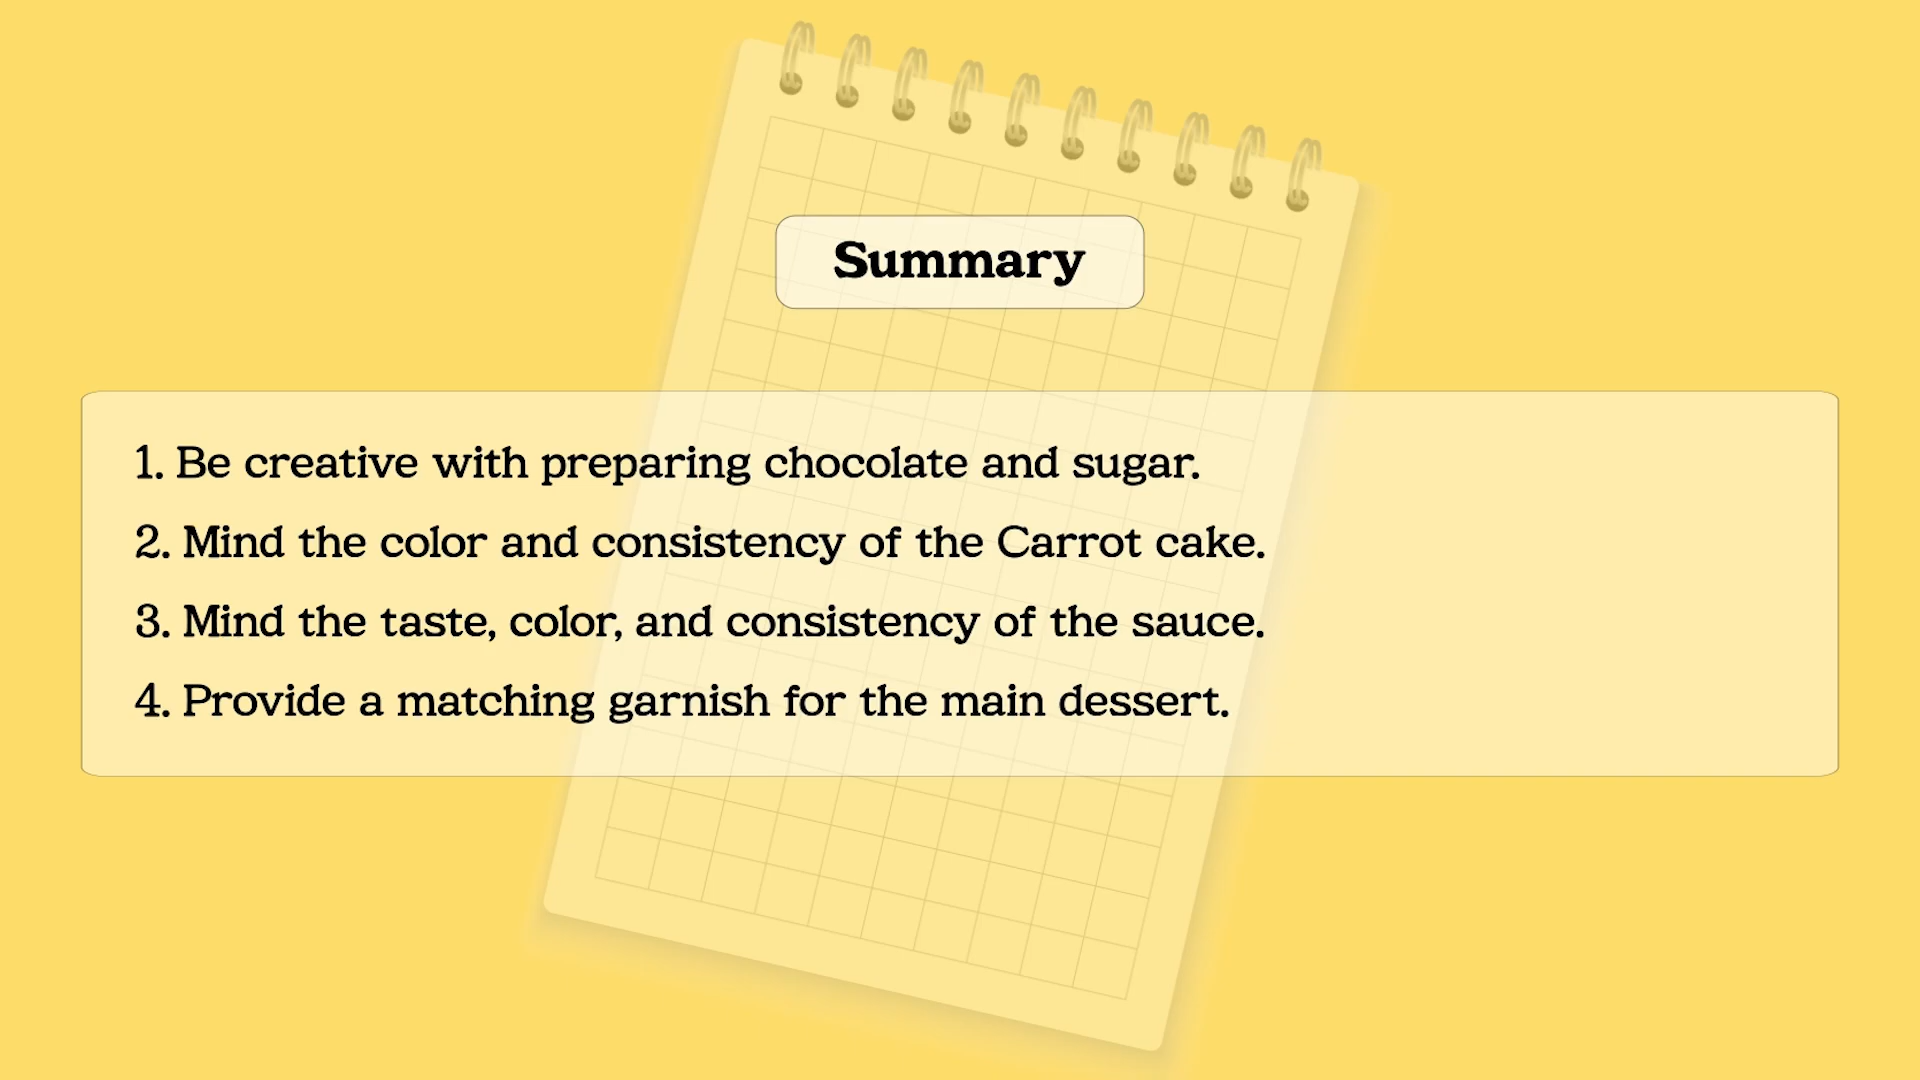 Summary
1. Be creative with preparing chocolate and sugar.
2. Mind the color and consistency of the Carrot cake.
3. Mind the taste, color, and consistency of the sauce.
4. Provide a matching garnish for the main dessert.